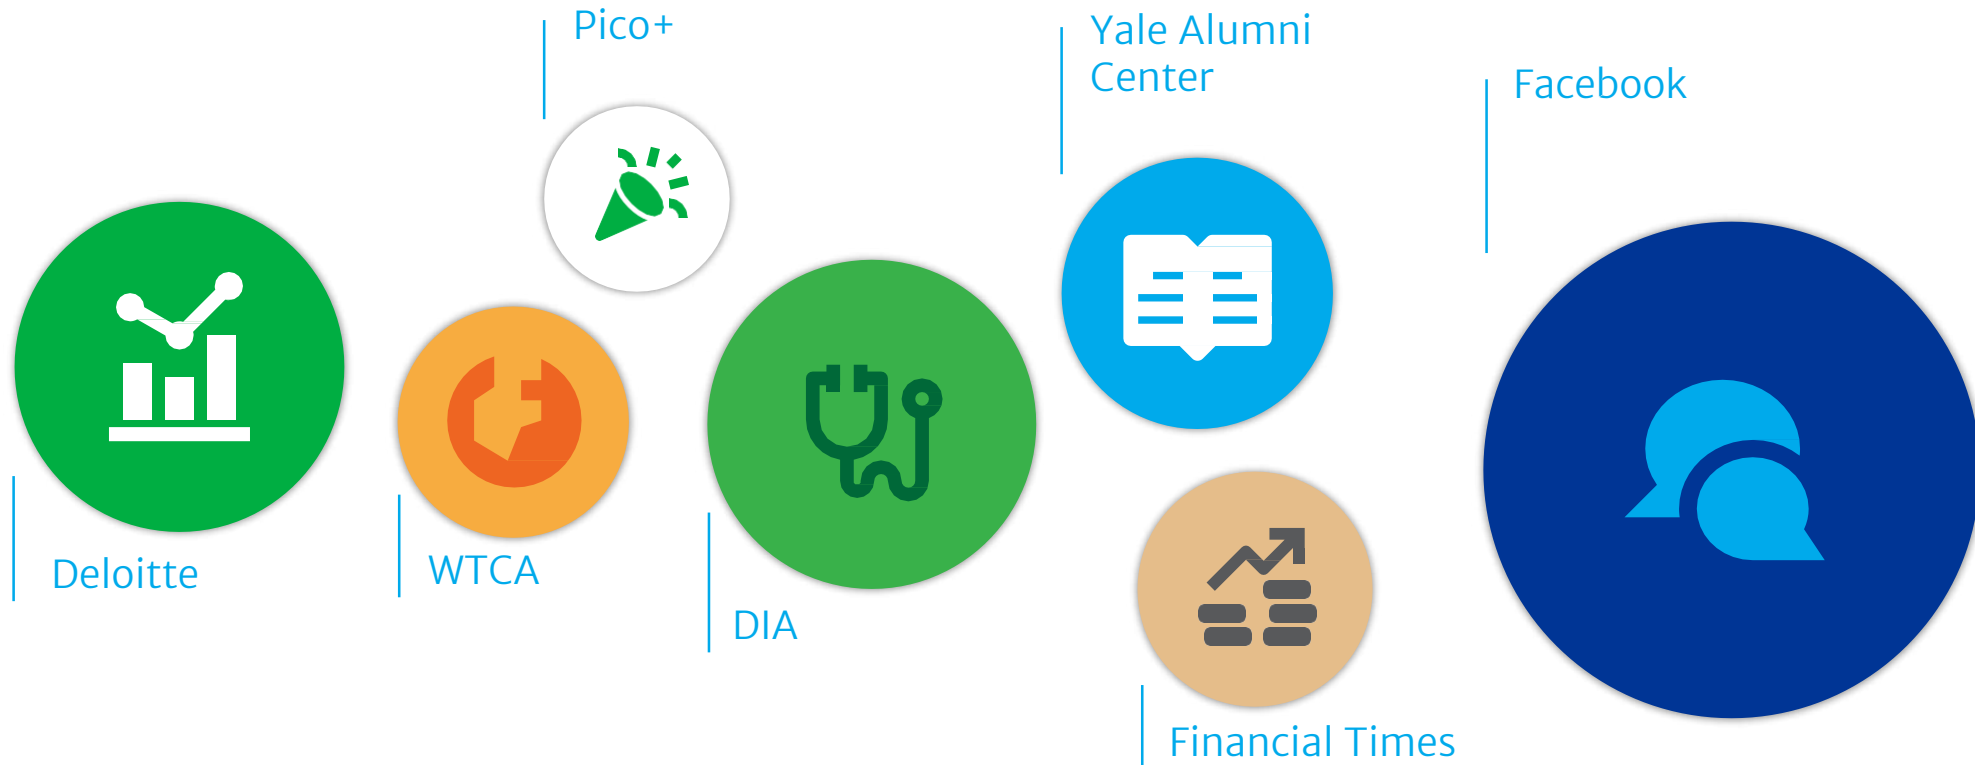 Pico+
Yale Alumni
Center
Facebook
Deloitte
WTCA
DIA
Financial Times